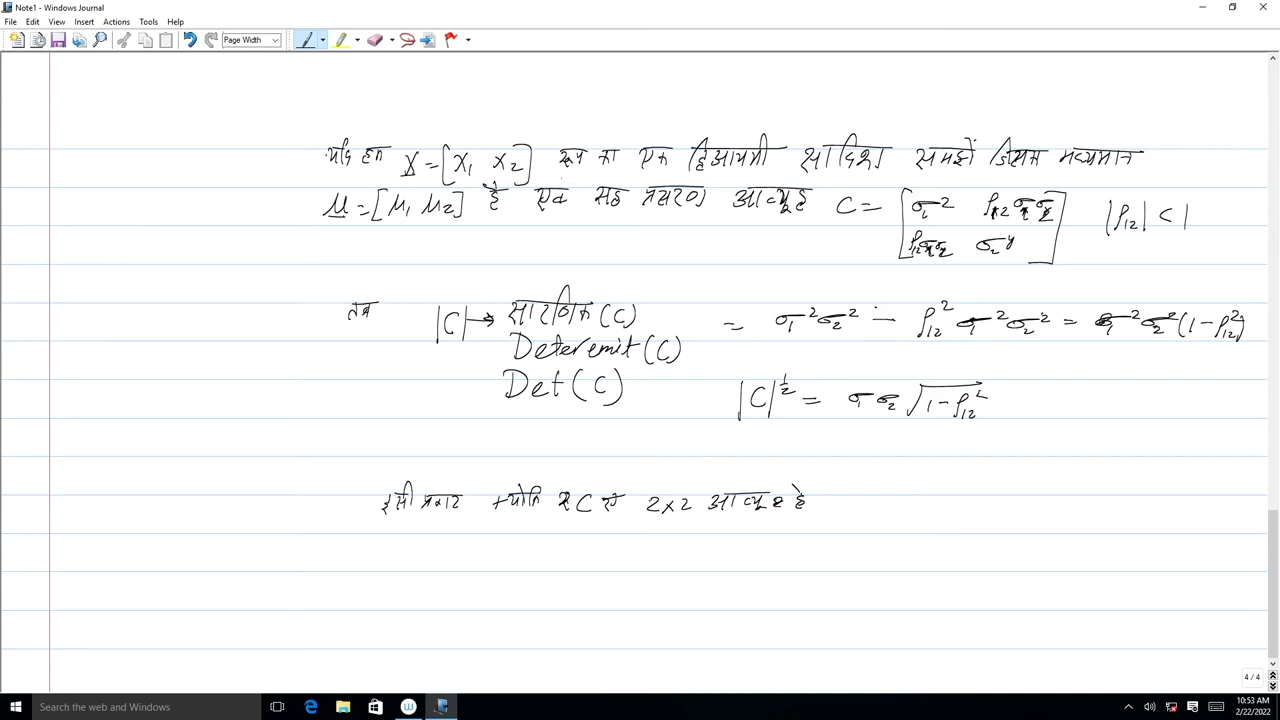 Note1 - Windows Journal
File Edit View Insert Actions Tools Help
Page Width
यदि हम X = [X₁ X₂] रूप का एक द्विआयामी सादिश समझें जिसका मध्यमान
μ = [μ₁ μ₂] है एवं सह प्रसरण आव्यूह C = [σ₁² ρ₁₂σ₁σ₂ ρ₁₂σ₁σ₂ σ₂²] |ρ₁₂| < 1
तब |C| → सारणिक (C) = σ₁²σ₂² - ρ₁₂²σ₁²σ₂² = σ₁²σ₂²(1-ρ₁₂²)
Deteremit (C)
Det (C) |C|^½ = σ₁σ₂√(1-ρ₁₂²)
इसी प्रकार क्योंकि C एक 2x2 आव्यूह है
4 / 4
Search the web and Windows
10:53 AM
2/22/2022